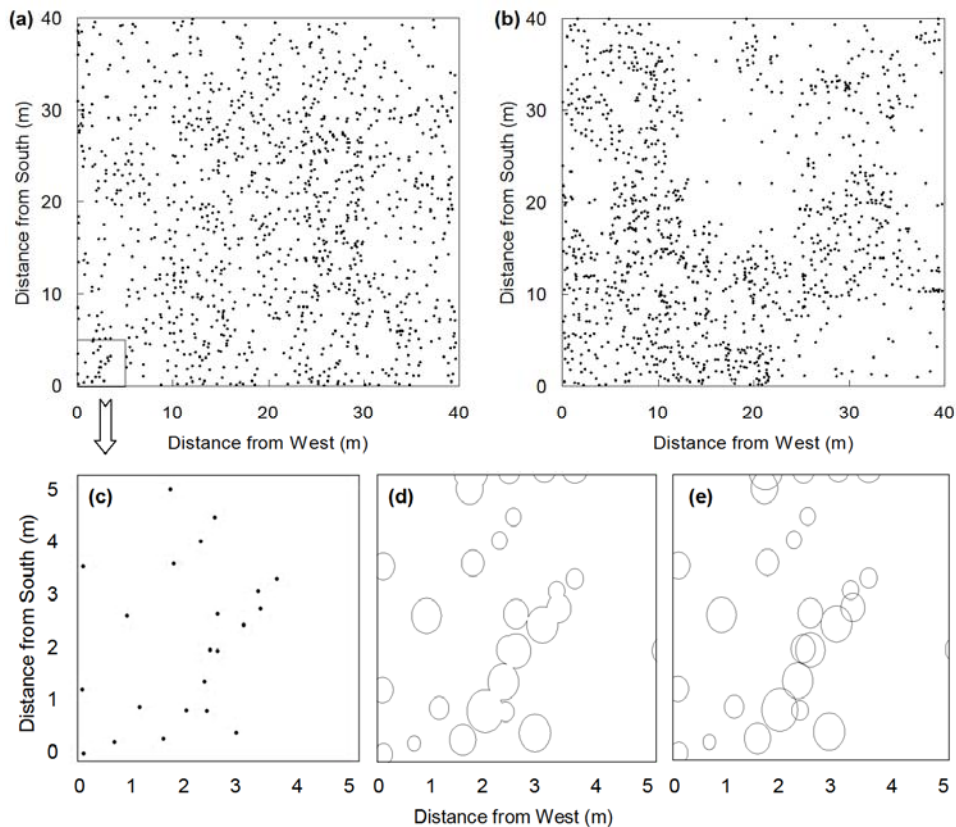 (a)
40
30
20
10
0
Distance from South (m)
0 10 20 30 40
Distance from West (m)
(b)
40
30
20
10
0
Distance from South (m)
0 10 20 30 40
Distance from West (m)
(c)
5
4
3
2
1
0
Distance from South (m)
0 1 2 3 4 5
(d)
0 1 2 3 4 5
(e)
0 1 2 3 4 5
Distance from West (m)